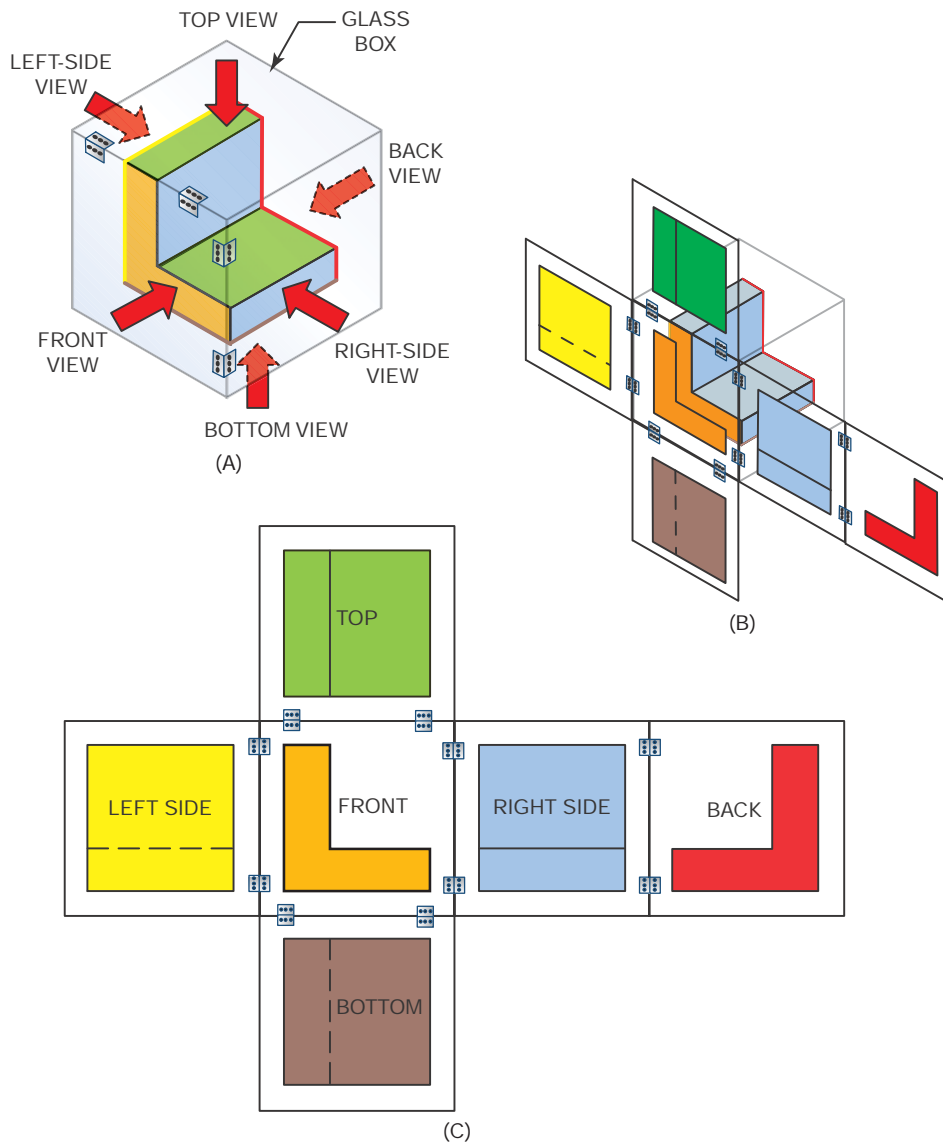 TOP VIEW
GLASS
BOX
LEFT-SIDE
VIEW
BACK
VIEW
FRONT
VIEW
RIGHT-SIDE
VIEW
BOTTOM VIEW
(A)
(B)
TOP
LEFT SIDE
FRONT
RIGHT SIDE
BACK
BOTTOM
(C)